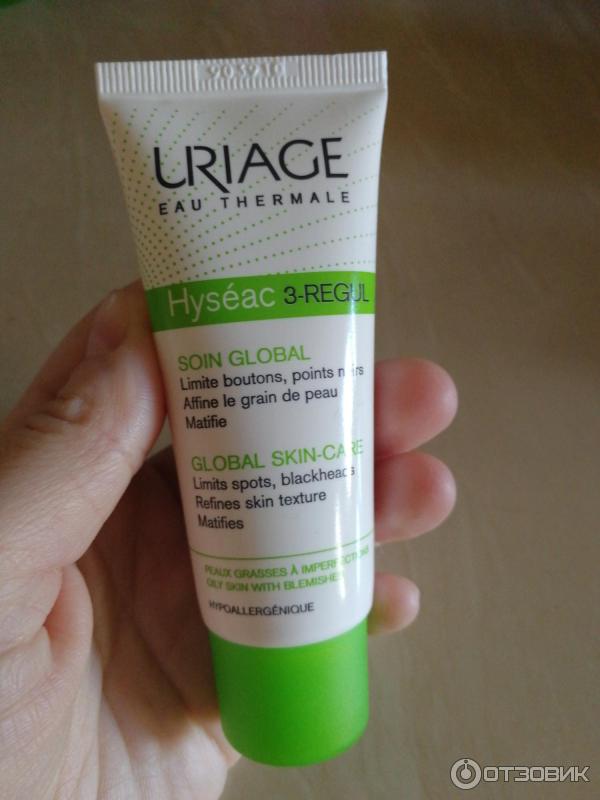 URIAGE
EAU THERMALE
Hyséac 3-REGUL
SOIN GLOBAL
Limite boutons, points noirs
Affine le grain de peau
Matifie
GLOBAL SKIN-CARE
Limits spots, blackheads
Refines skin texture
Matifies
PEAUX GRASSES À IMPERFECTIONS
OILY SKIN WITH BLEMISHES
HYPOALLERGÉNIQUE
ОТЗОВИК